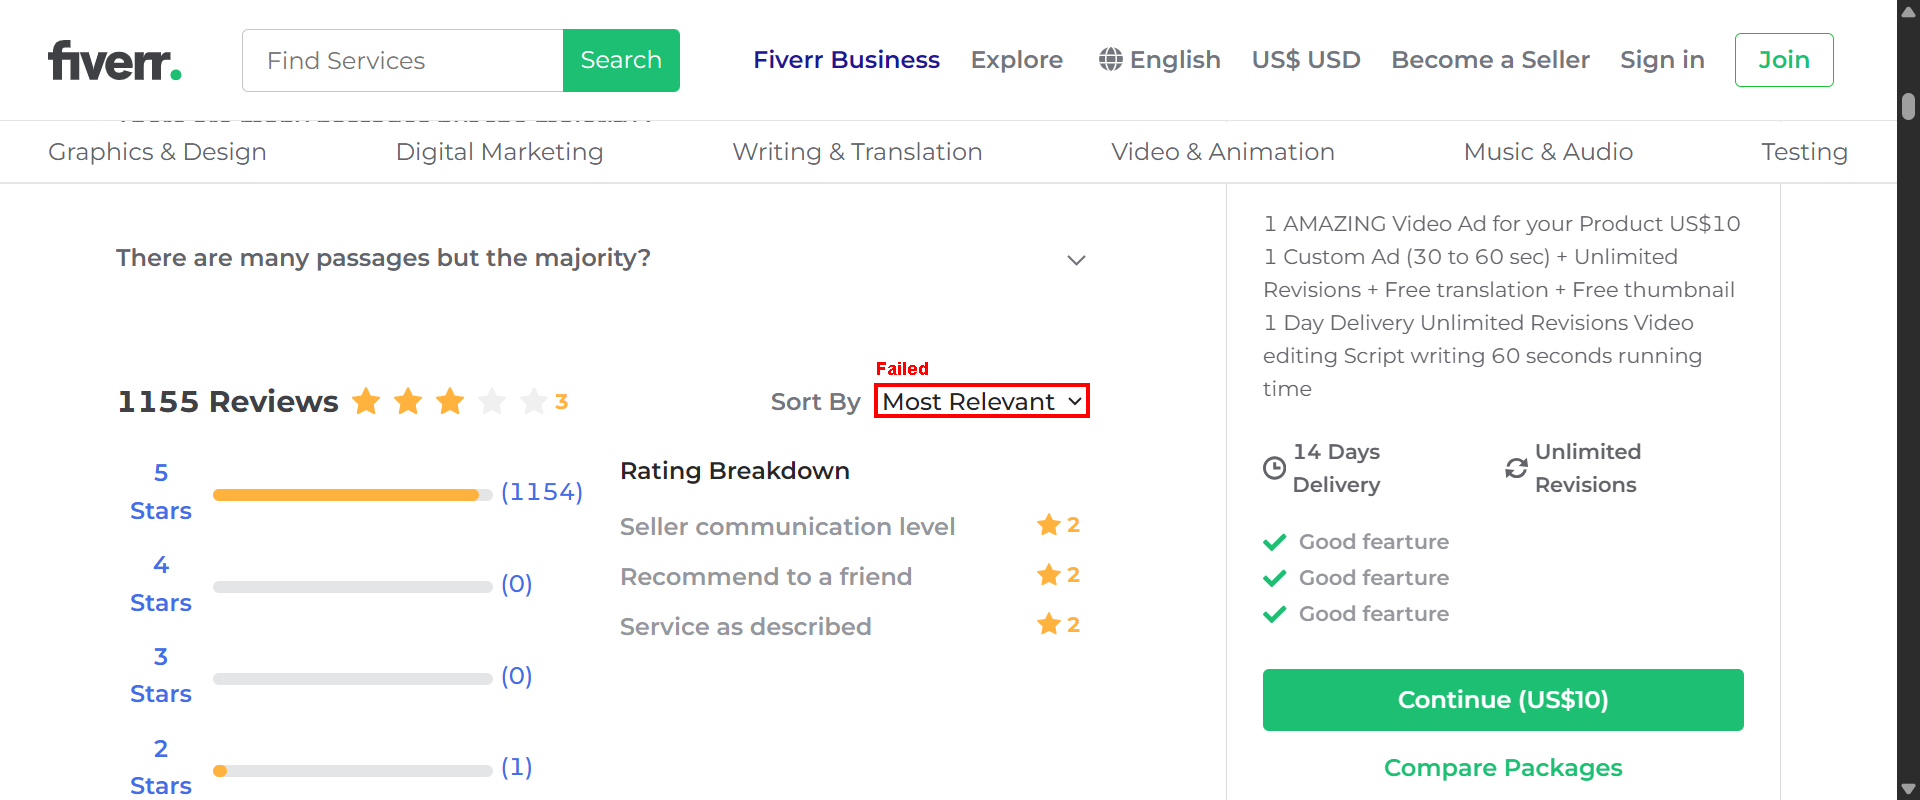 fiverr.
Find Services
Search
Fiverr Business
Explore
English
US$ USD
Become a Seller
Sign in
Join
Graphics & Design
Digital Marketing
Writing & Translation
Video & Animation
Music & Audio
Testing
There are many passages but the majority?
1155 Reviews
3
Sort By
Failed
Most Relevant
5
Stars
(1154)
4
Stars
(0)
3
Stars
(0)
2
Stars
(1)
Rating Breakdown
Seller communication level
2
Recommend to a friend
2
Service as described
2
1 AMAZING Video Ad for your Product US$10
1 Custom Ad (30 to 60 sec) + Unlimited
Revisions + Free translation + Free thumbnail
1 Day Delivery Unlimited Revisions Video
editing Script writing 60 seconds running
time
14 Days
Delivery
Unlimited
Revisions
Good fearture
Good fearture
Good fearture
Continue (US$10)
Compare Packages